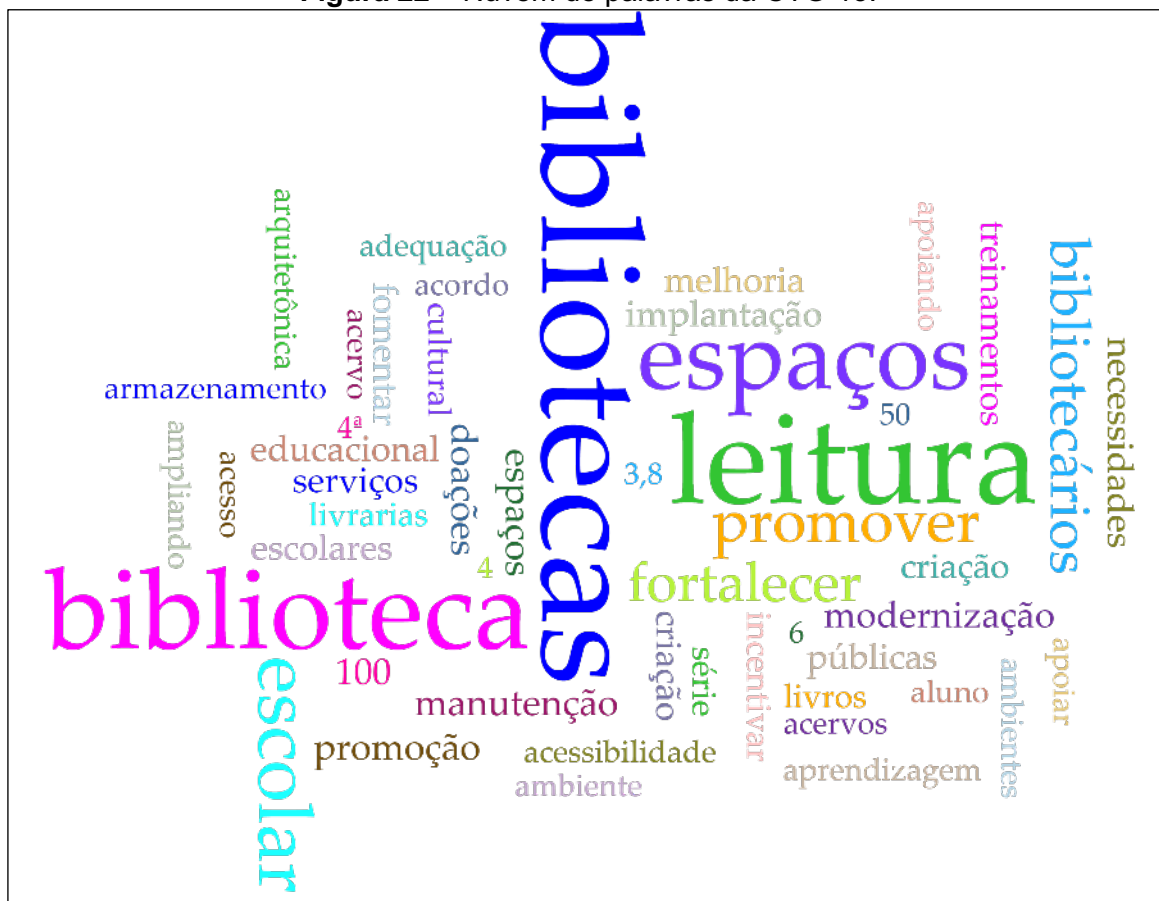 bibliotecas
arquitetônica
adequação
acordo
fomentar
acervo
cultural
armazenamento
4ª
educacional
serviços
livrarias
escolares
ampliando
acesso
doações
espaços
4
biblioteca
100
escolar
manutenção
promoção
acessibilidade
ambiente
melhoria
implantação
espaços
apoiando
treinamentos
bibliotecários
necessidades
50
3,8
leitura
promover
fortalecer
criação
modernização
criação
série
incentivar
6
públicas
livros
aluno
acervos
aprendizagem
ambientes
apoiar